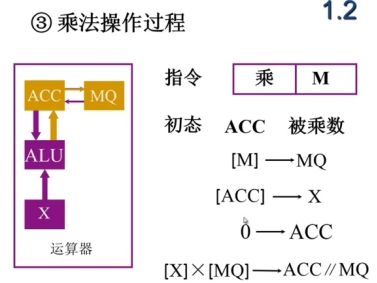 ③ 乘法操作过程
1.2
指令 乘 M
初态 ACC 被乘数
[M] → MQ
[ACC] → X
0 → ACC
[X]×[MQ] → ACC∥MQ
ACC MQ
ALU
X
运算器